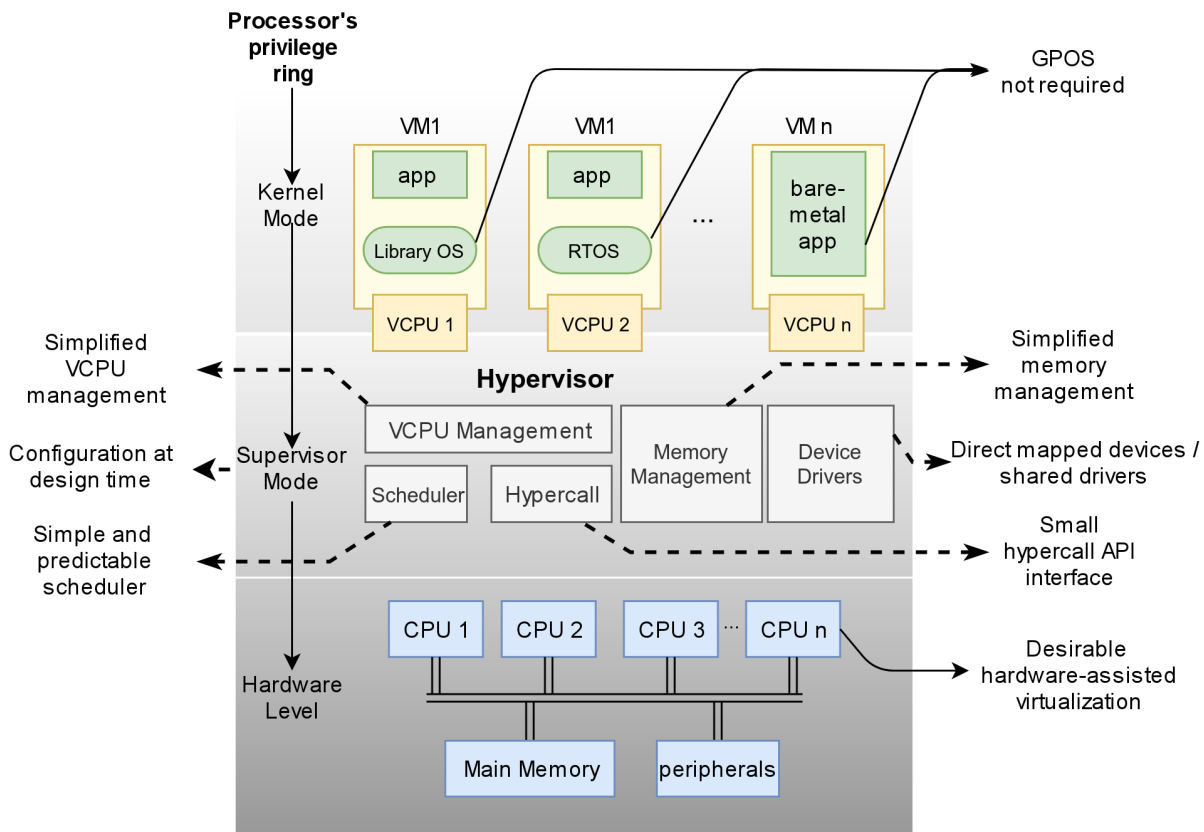 Processor's
privilege
ring
GPOS
not required
VM1
VM1
VM n
app
app
bare-
metal
app
Kernel
Mode
...
Library OS
RTOS
VCPU 1
VCPU 2
VCPU n
Simplified
VCPU
management
Hypervisor
Simplified
memory
management
VCPU Management
Memory
Management
Device
Drivers
Configuration at
design time
Supervisor
Mode
Direct mapped devices /
shared drivers
Scheduler
Hypercall
Simple and
predictable
scheduler
Small
hypercall API
interface
CPU 1
CPU 2
CPU 3
...
CPU n
Hardware
Level
Desirable
hardware-assisted
virtualization
Main Memory
peripherals